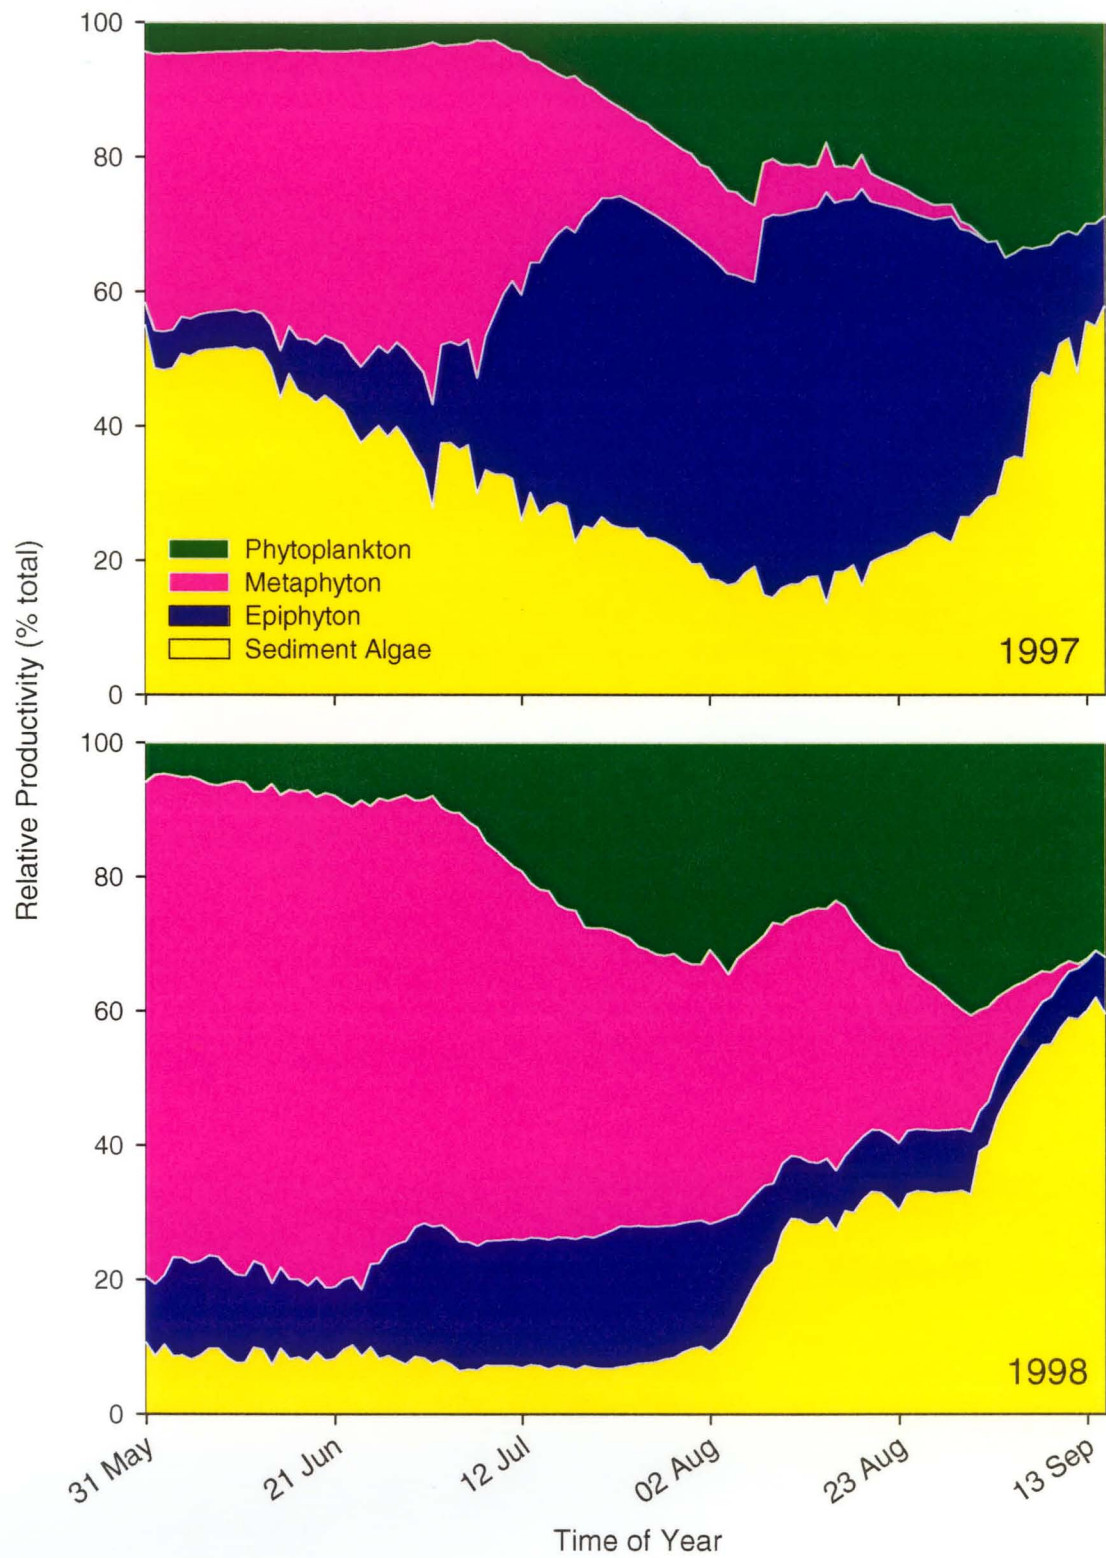 Relative Productivity (% total)
100
80
60
40
20
0
Phytoplankton
Metaphyton
Epiphyton
Sediment Algae
1997
100
80
60
40
20
0
1998
31 May
21 Jun
12 Jul
02 Aug
23 Aug
13 Sep
Time of Year